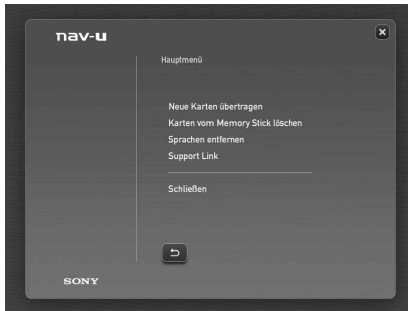 nav-u
Hauptmenü
Neue Karten übertragen
Karten vom Memory Stick löschen
Sprachen entfernen
Support Link
Schließen
SONY